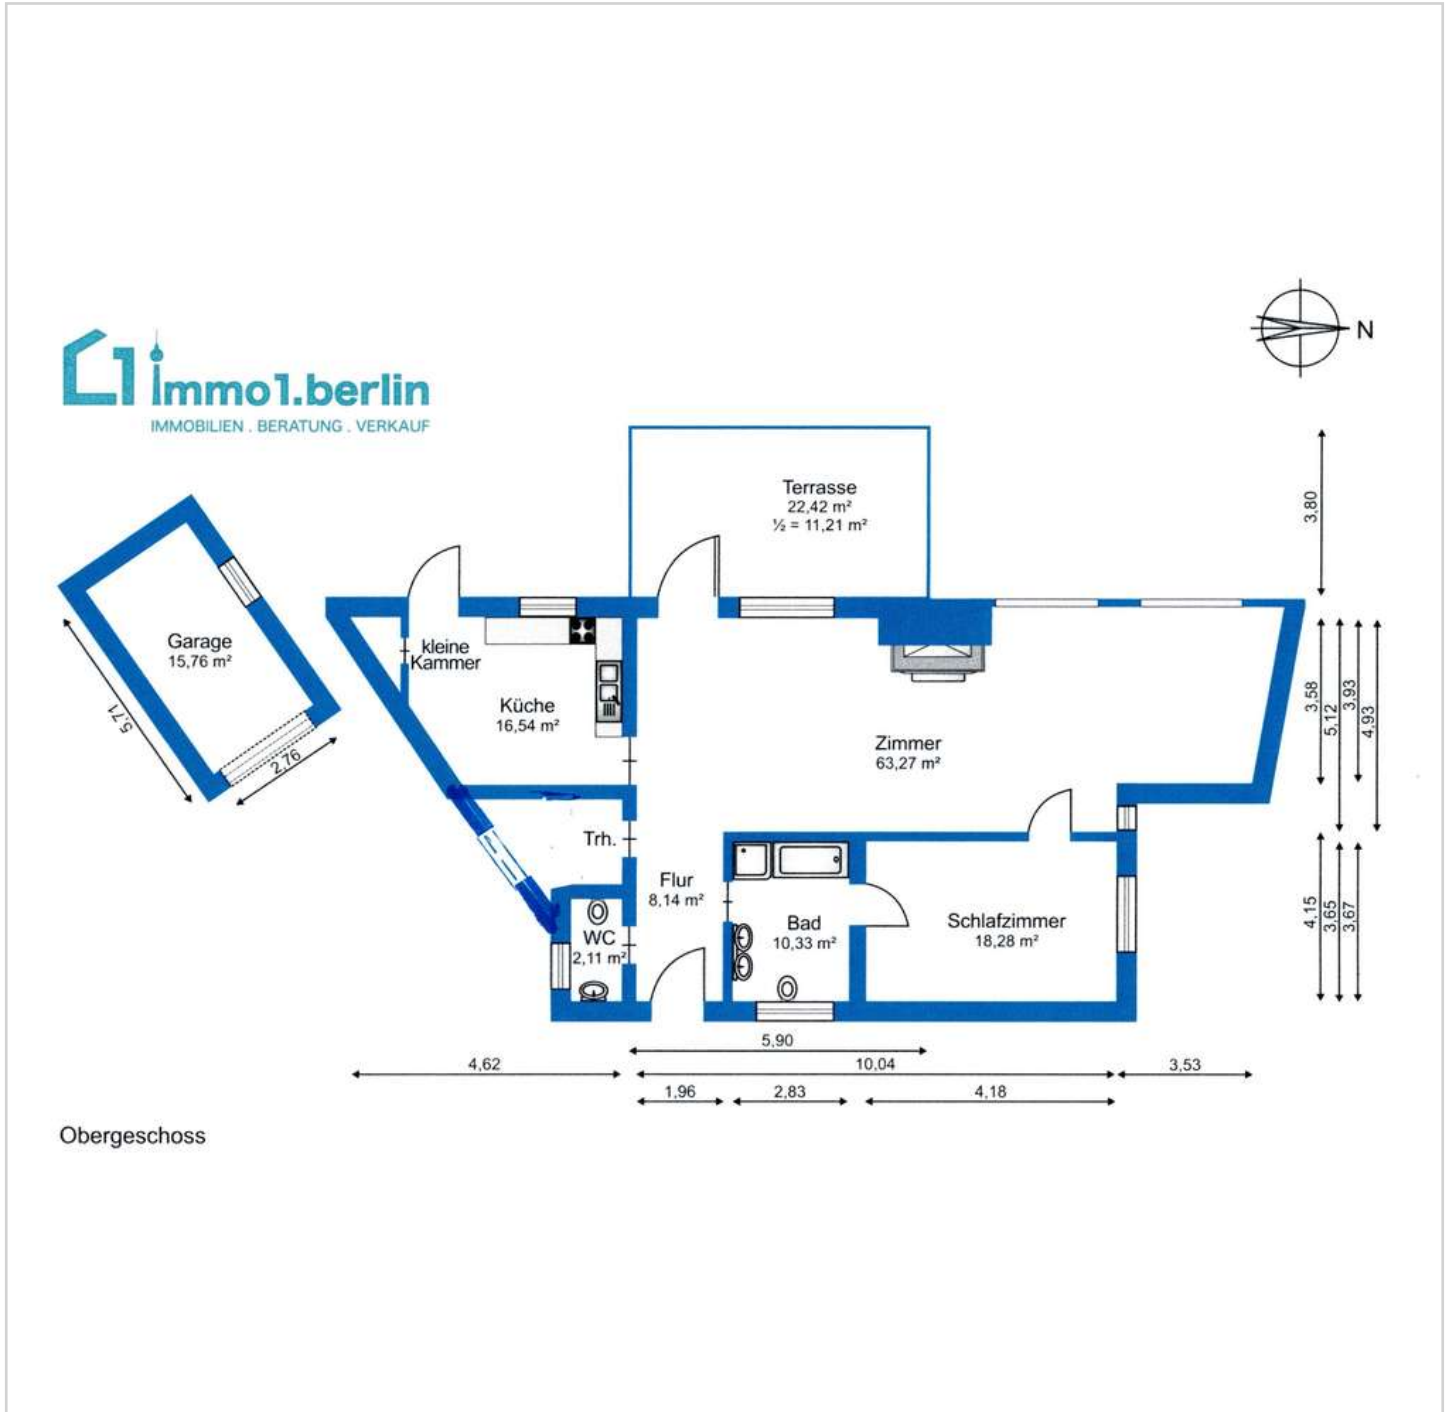 N
immo1.berlin
IMMOBILIEN . BERATUNG . VERKAUF
Terrasse
22,42 m²
½ = 11,21 m²
3,80
Garage
15,76 m²
5,71
2,76
kleine
Kammer
Küche
16,54 m²
Zimmer
63,27 m²
3,58
5,12
3,93
4,93
Trh.
Flur
8,14 m²
WC
2,11 m²
Bad
10,33 m²
Schlafzimmer
18,28 m²
4,15
3,65
3,67
5,90
4,62
10,04
3,53
1,96
2,83
4,18
Obergeschoss